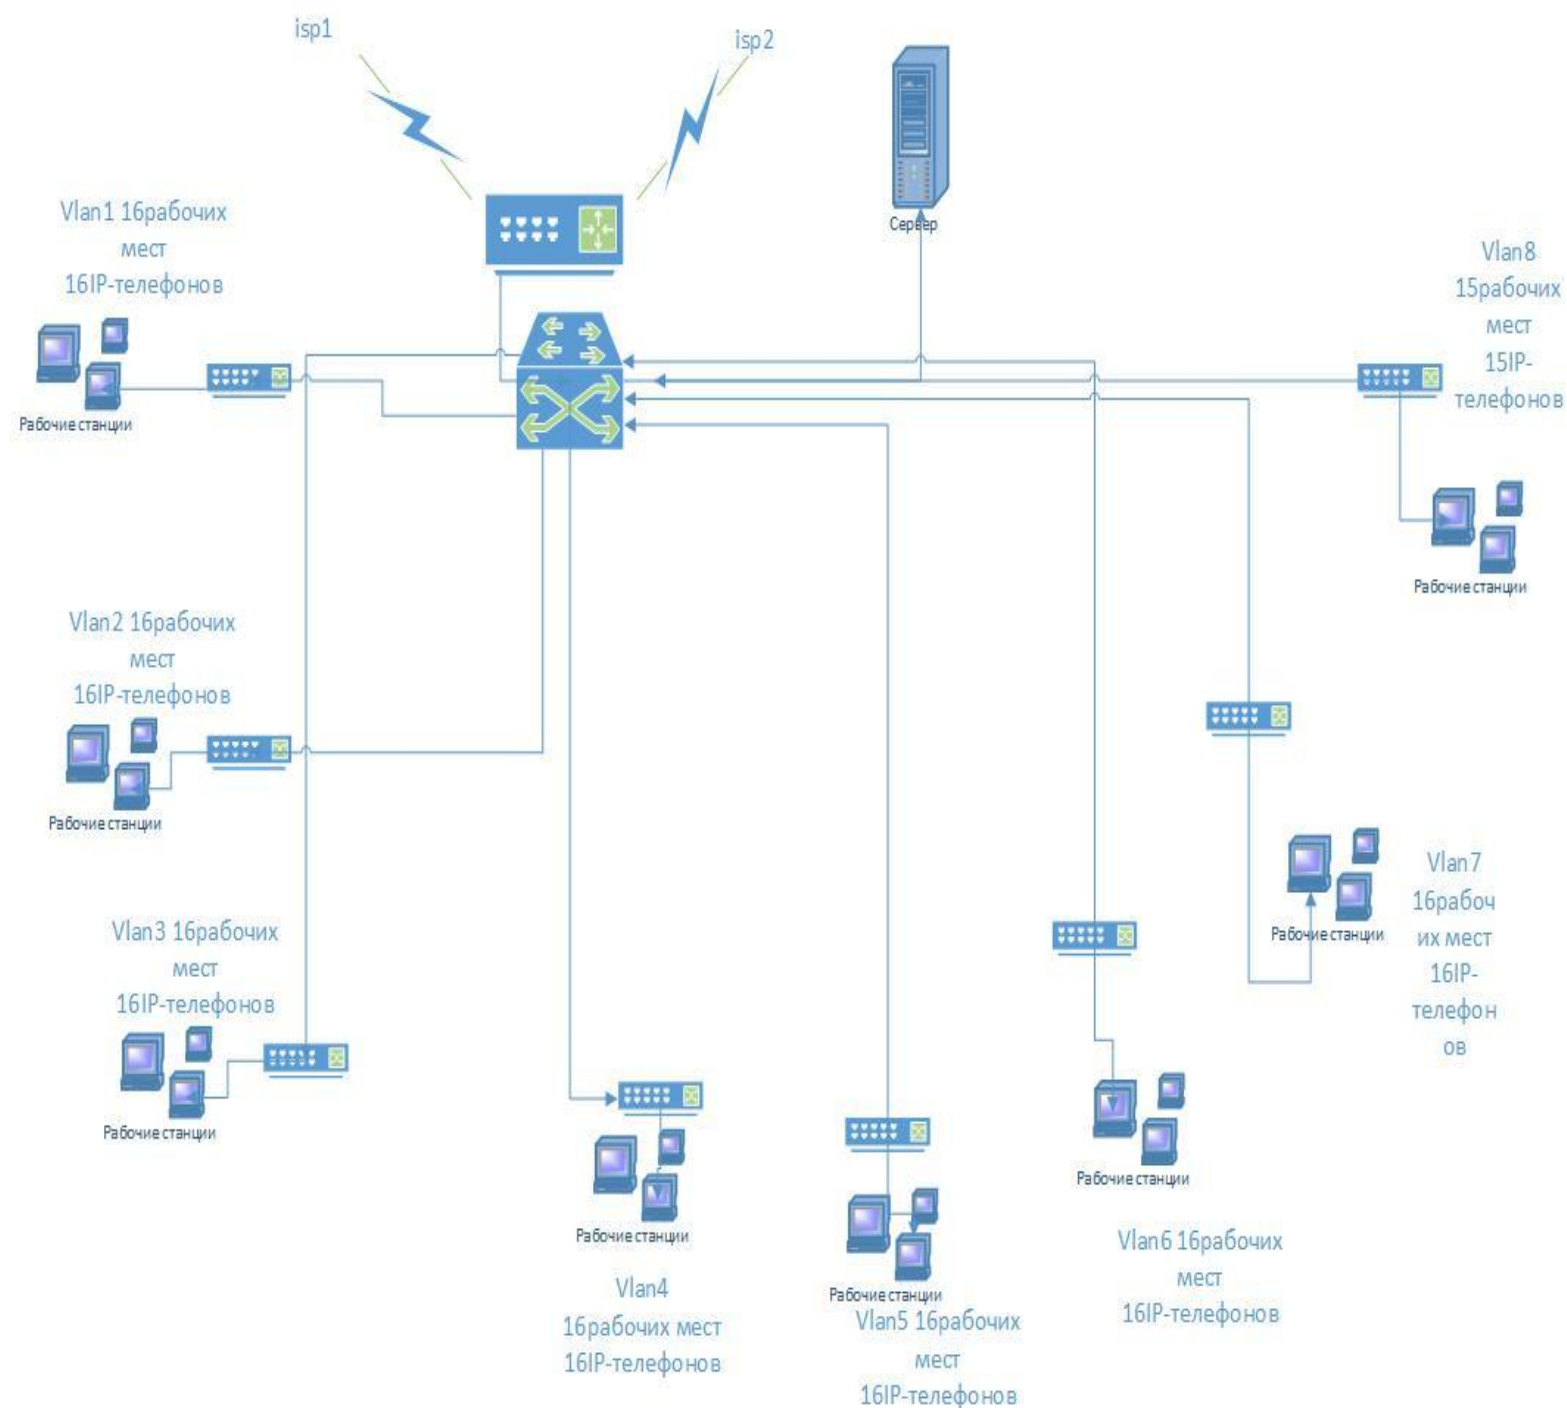 isp1
isp2
Сервер
Vlan1 16рабочих
мест
16IP-телефонов
Рабочие станции
Vlan8
15рабочих
мест
15IP-
телефонов
Рабочие станции
Vlan2 16рабочих
мест
16IP-телефонов
Рабочие станции
Vlan7
16рабоч
их мест
16IP-
телефон
ов
Рабочие станции
Vlan3 16рабочих
мест
16IP-телефонов
Рабочие станции
Рабочие станции
Vlan4
16рабочих мест
16IP-телефонов
Рабочие станции
Vlan5 16рабочих
мест
16IP-телефонов
Рабочие станции
Vlan6 16рабочих
мест
16IP-телефонов